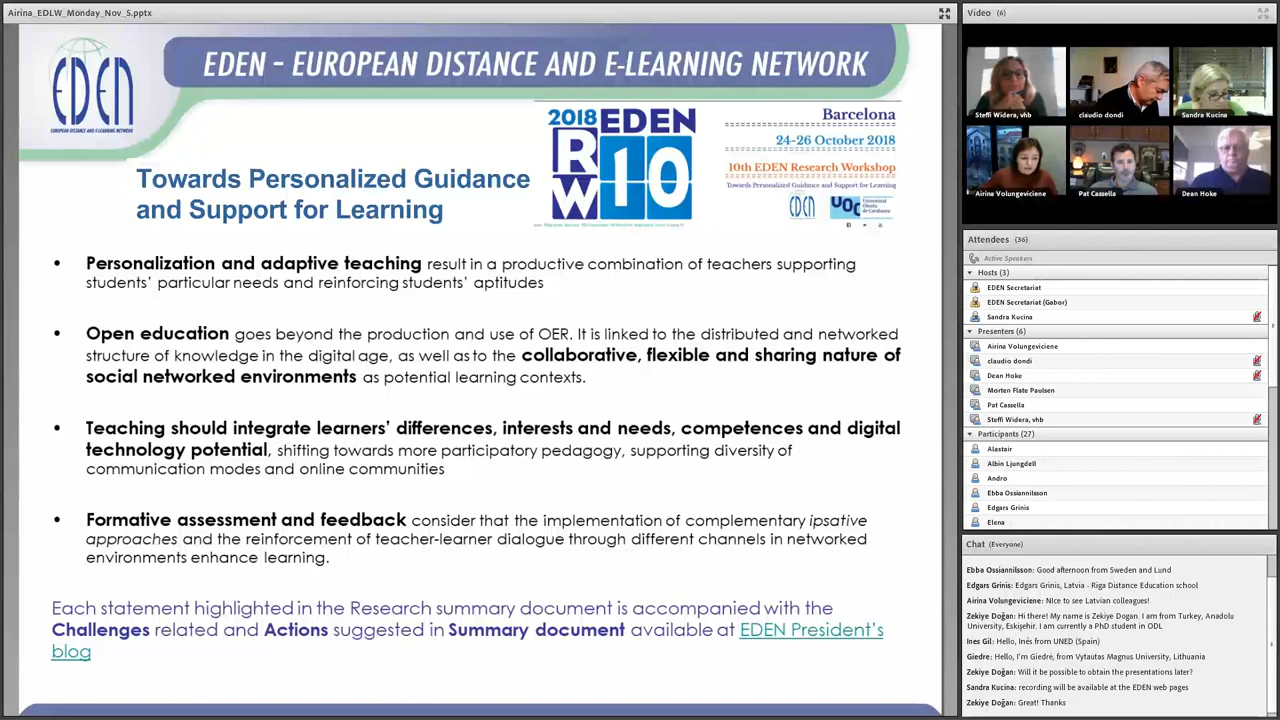 Airina_EDLW_Monday_Nov_5.pptx
EDEN
EUROPEAN DISTANCE AND E-LEARNING NETWORK
EDEN – EUROPEAN DISTANCE AND E-LEARNING NETWORK
2018 EDEN
RW 10
Barcelona
24-26 October 2018
10th EDEN Research Workshop
Towards Personalized Guidance and Support for Learning
EDEN
UOC
Universitat
Oberta
de Catalunya
Towards Personalized Guidance
and Support for Learning
• Personalization and adaptive teaching result in a productive combination of teachers supporting
students’ particular needs and reinforcing students’ aptitudes
• Open education goes beyond the production and use of OER. It is linked to the distributed and networked
structure of knowledge in the digital age, as well as to the collaborative, flexible and sharing nature of
social networked environments as potential learning contexts.
• Teaching should integrate learners’ differences, interests and needs, competences and digital
technology potential, shifting towards more participatory pedagogy, supporting diversity of
communication modes and online communities
• Formative assessment and feedback consider that the implementation of complementary ipsative
approaches and the reinforcement of teacher-learner dialogue through different channels in networked
environments enhance learning.
Each statement highlighted in the Research summary document is accompanied with the
Challenges related and Actions suggested in Summary document available at EDEN President’s
blog
Video (6)
Steffi Widera, vhb
claudio dondi
Sandra Kucina
Airina Volungeviciene
Pat Cassella
Dean Hoke
Attendees (36)
Active Speakers
Hosts (3)
EDEN Secretariat
EDEN Secretariat (Gabor)
Sandra Kucina
Presenters (6)
Airina Volungeviciene
claudio dondi
Dean Hoke
Morten Flate Paulsen
Pat Cassella
Steffi Widera, vhb
Participants (27)
Alastair
Albin Ljungdell
Andro
Ebba Ossiannilsson
Edgars Grinis
Elena
Chat (Everyone)
Ebba Ossiannilsson: Good afternoon from Sweden and Lund
Edgars Grinis: Edgars Grinis, Latvia - Riga Distance Education school
Airina Volungeviciene: NIce to see Latvian colleagues!
Zekiye Doğan: Hi there! My name is Zekiye Dogan. I am from Turkey, Anadolu
University, Eskişehir. I am currently a PhD student in ODL
Ines Gil: Hello, Inés from UNED (Spain)
Giedre: Hello, I'm Giedrė, from Vytautas Magnus University, Lithuania
Zekiye Doğan: Will it be possible to obtain the presentations later?
Sandra Kucina: recording will be available at the EDEN web pages
Zekiye Doğan: Great! Thanks